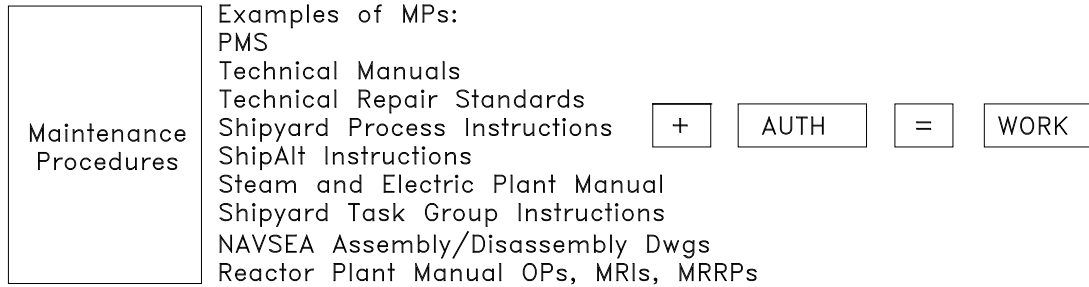 Maintenance
Procedures
Examples of MPs:
PMS
Technical Manuals
Technical Repair Standards
Shipyard Process Instructions
ShipAlt Instructions
Steam and Electric Plant Manual
Shipyard Task Group Instructions
NAVSEA Assembly/Disassembly Dwgs
Reactor Plant Manual OPs, MRIs, MRRPs
+ AUTH = WORK